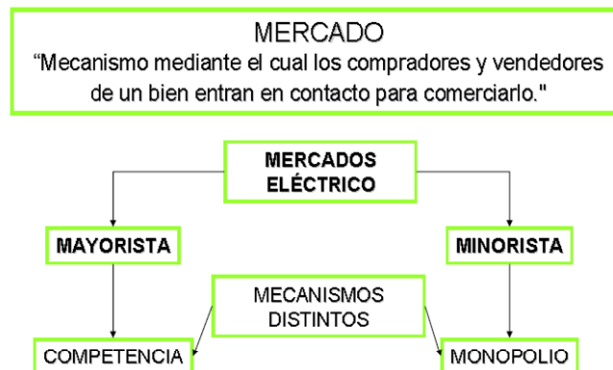 MERCADO
“Mecanismo mediante el cual los compradores y vendedores
de un bien entran en contacto para comerciarlo."
MERCADOS
ELÉCTRICO
MAYORISTA
MINORISTA
MECANISMOS
DISTINTOS
COMPETENCIA
MONOPOLIO